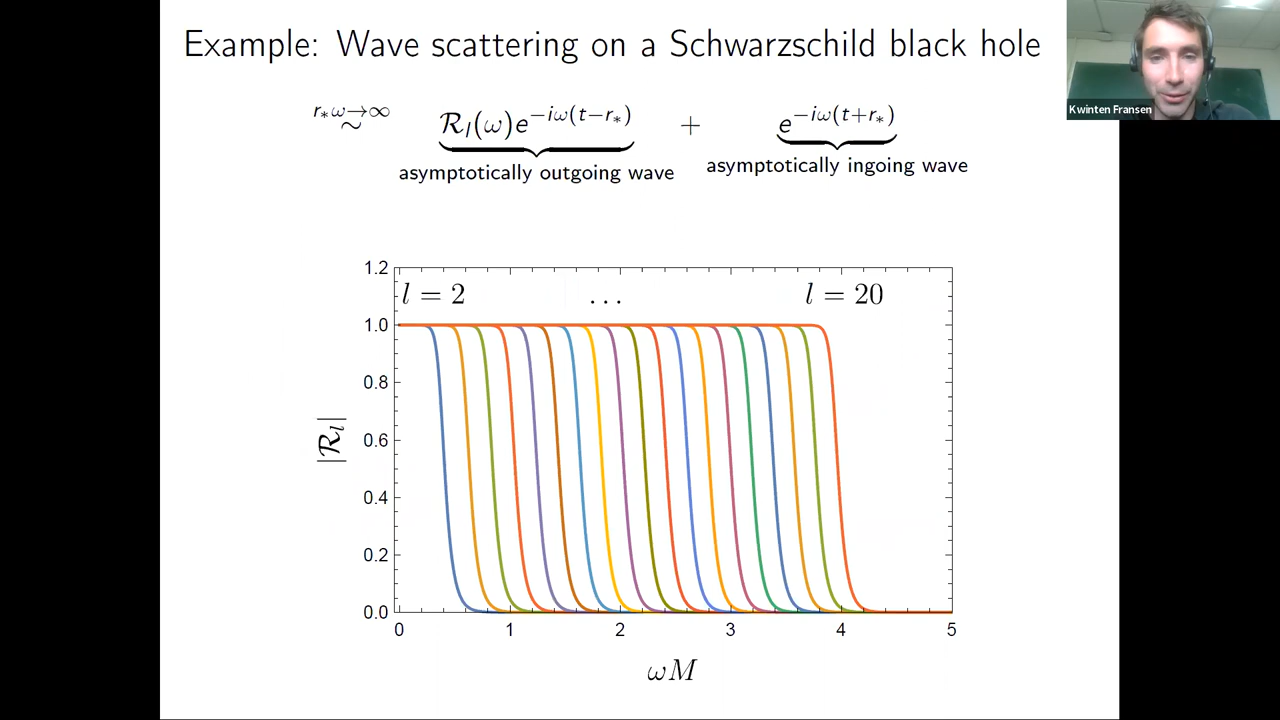 Example: Wave scattering on a Schwarzschild black hole
Kwinten Fransen
r∗ω→∞ ∼ 𝓡ₗ(ω)e^{−iω(t−r∗)} + e^{−iω(t+r∗)}
asymptotically outgoing wave asymptotically ingoing wave
1.2
l = 2 … l = 20
1.0
0.8
0.6
|𝓡ₗ|
0.4
0.2
0.0
0 1 2 3 4 5
ωM